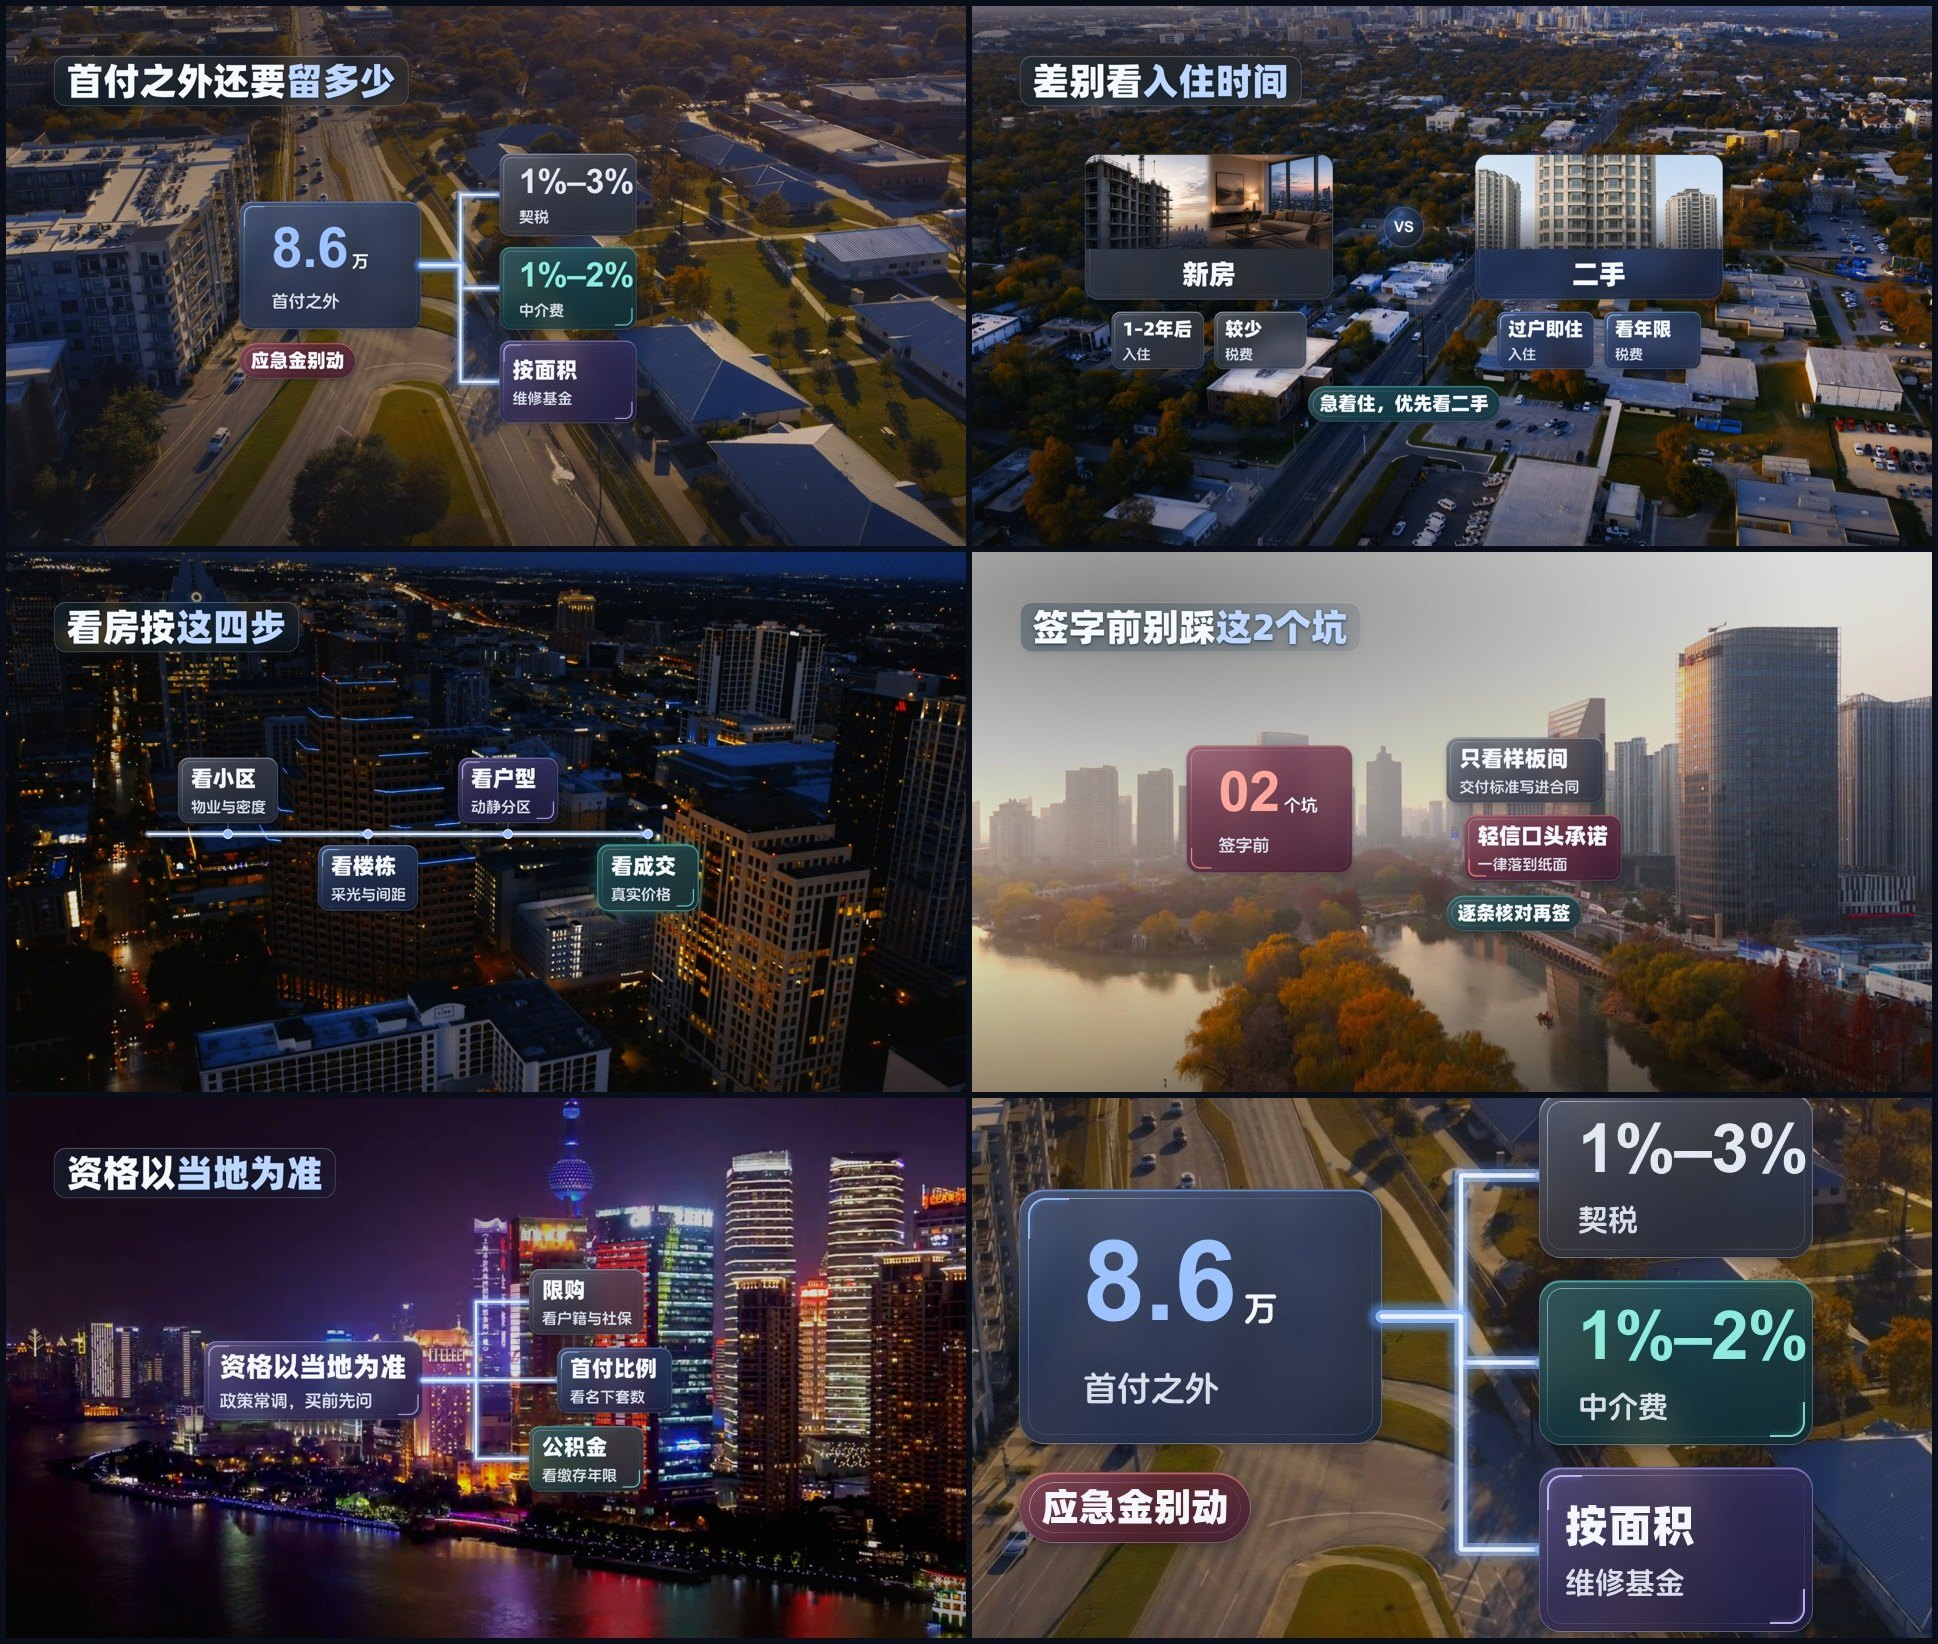 首付之外还要留多少
8.6万
首付之外
应急金别动
1%–3%
契税
1%–2%
中介费
按面积
维修基金
差别看入住时间
新房
VS
二手
1-2年后
入住
较少
税费
过户即住
入住
看年限
税费
急着住，优先看二手
看房按这四步
看小区
物业与密度
看楼栋
采光与间距
看户型
动静分区
看成交
真实价格
签字前别踩这2个坑
02个坑
签字前
只看样板间
交付标准写进合同
轻信口头承诺
一律落到纸面
逐条核对再签
资格以当地为准
资格以当地为准
政策常调，买前先问
限购
看户籍与社保
首付比例
看名下套数
公积金
看缴存年限
8.6万
首付之外
应急金别动
1%–3%
契税
1%–2%
中介费
按面积
维修基金